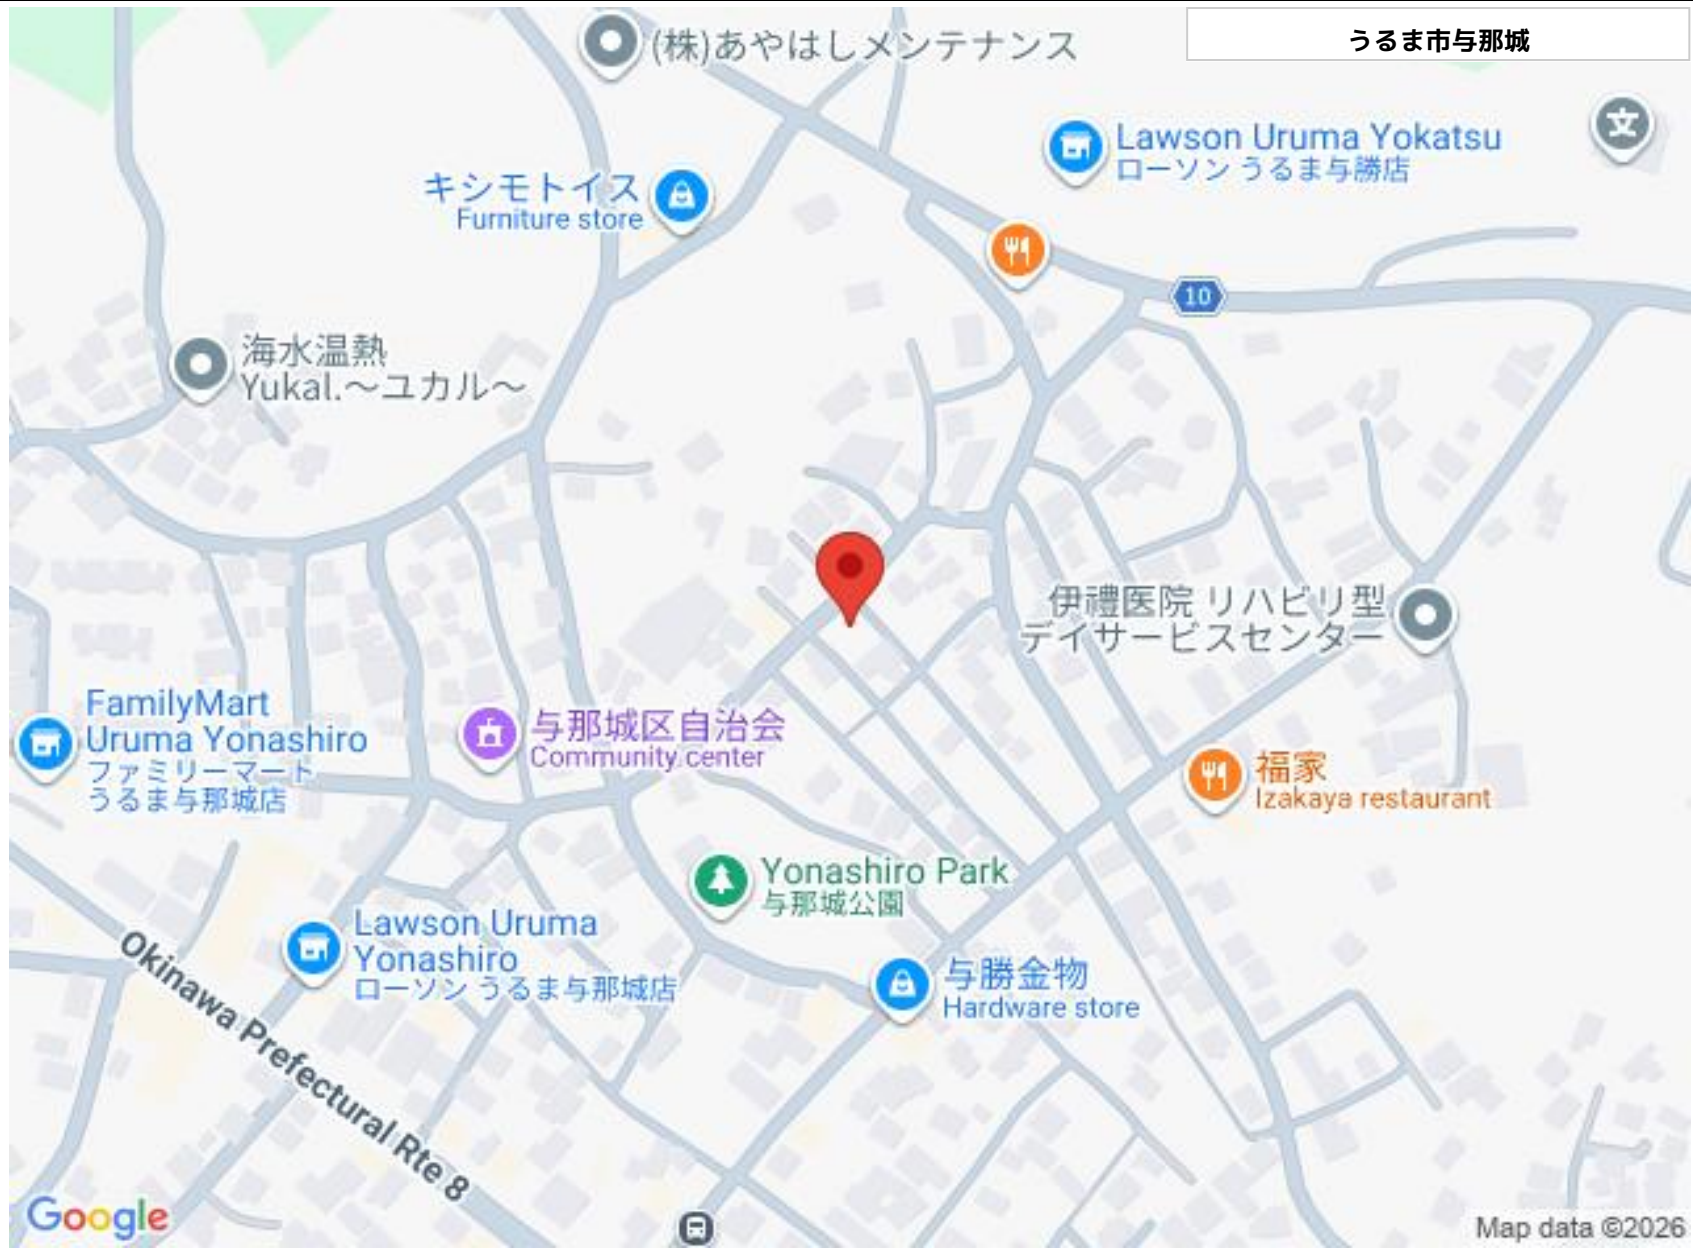 うるま市与那城
(株)あやはしメンテナンス
Lawson Uruma Yokatsu
ローソン うるま与勝店
文
キシモトイス
Furniture store
10
海水温熱
Yukal.～ユカル～
伊禮医院 リハビリ型
デイサービスセンター
FamilyMart
Uruma Yonashiro
ファミリーマート
うるま与那城店
与那城区自治会
Community center
福家
Izakaya restaurant
Yonashiro Park
与那城公園
Lawson Uruma
Yonashiro
ローソン うるま与那城店
与勝金物
Hardware store
Okinawa Prefectural Rte 8
Google
Map data ©2026